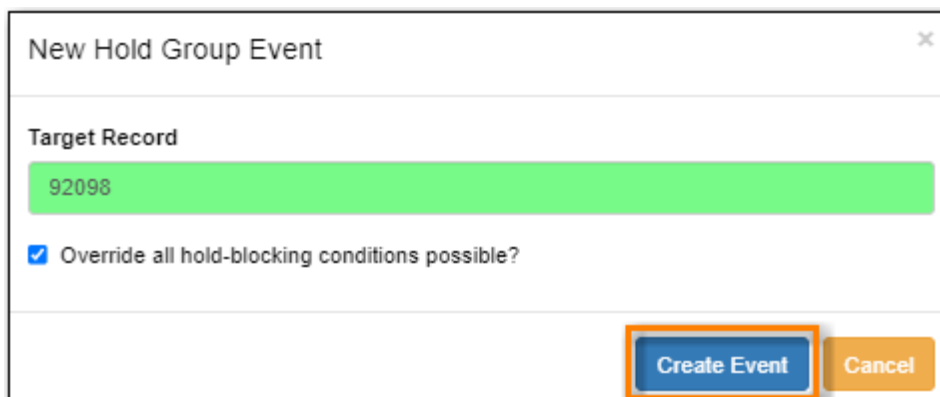 New Hold Group Event
×
Target Record
92098
Override all hold-blocking conditions possible?
Create Event Cancel